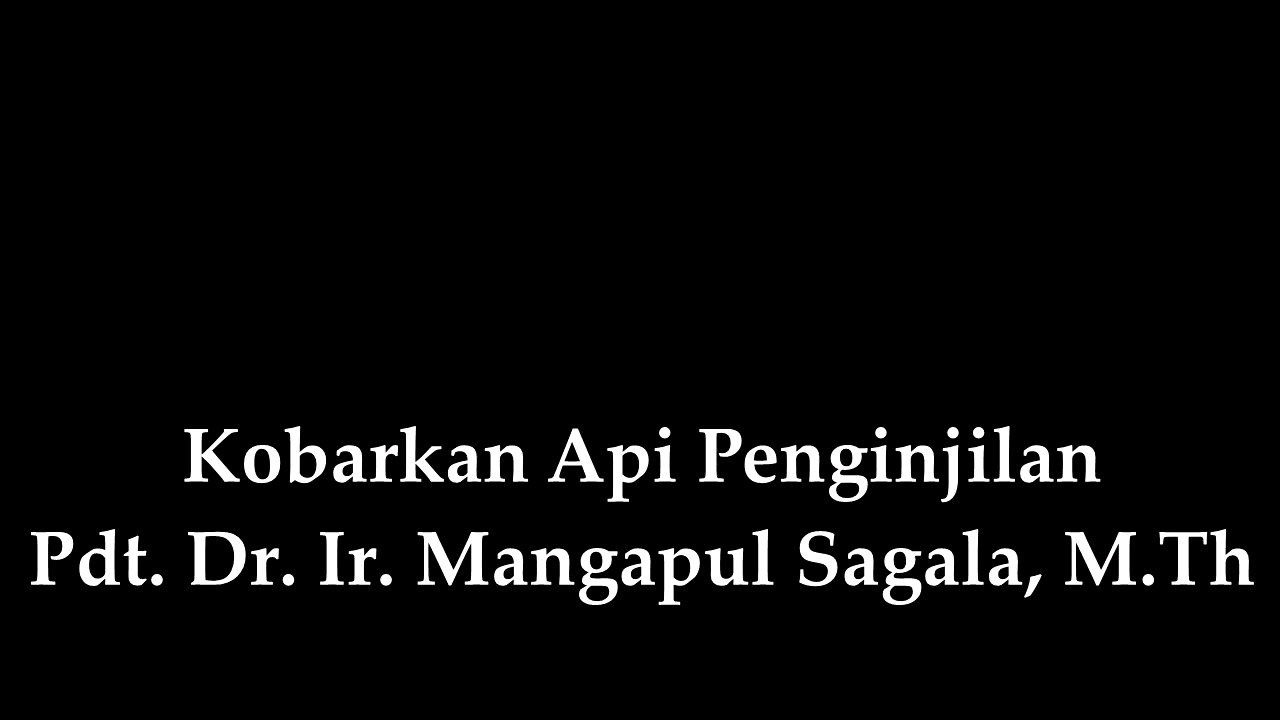 Kobarkan Api Penginjilan
Pdt. Dr. Ir. Mangapul Sagala, M.Th